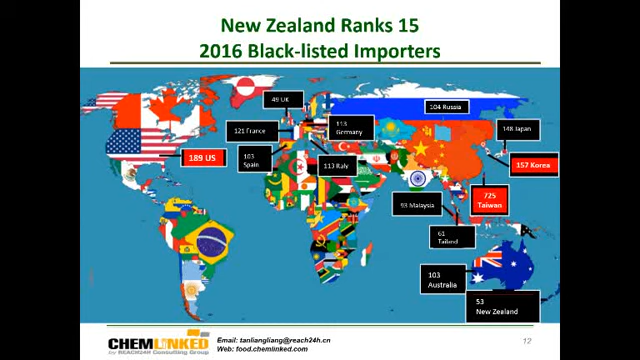 New Zealand Ranks 15
2016 Black-listed Importers
49 UK
104 Russia
121 France
113
Germany
148 Japan
189 US
103
Spain
113 Italy
157 Korea
725
Taiwan
93 Malaysia
61
103
Australia
53
New Zealand
CHEMLINKED
by REACH24H Consulting Group
Email: tanliangliang@reach24h.cn
Web: food.chemlinked.com
12